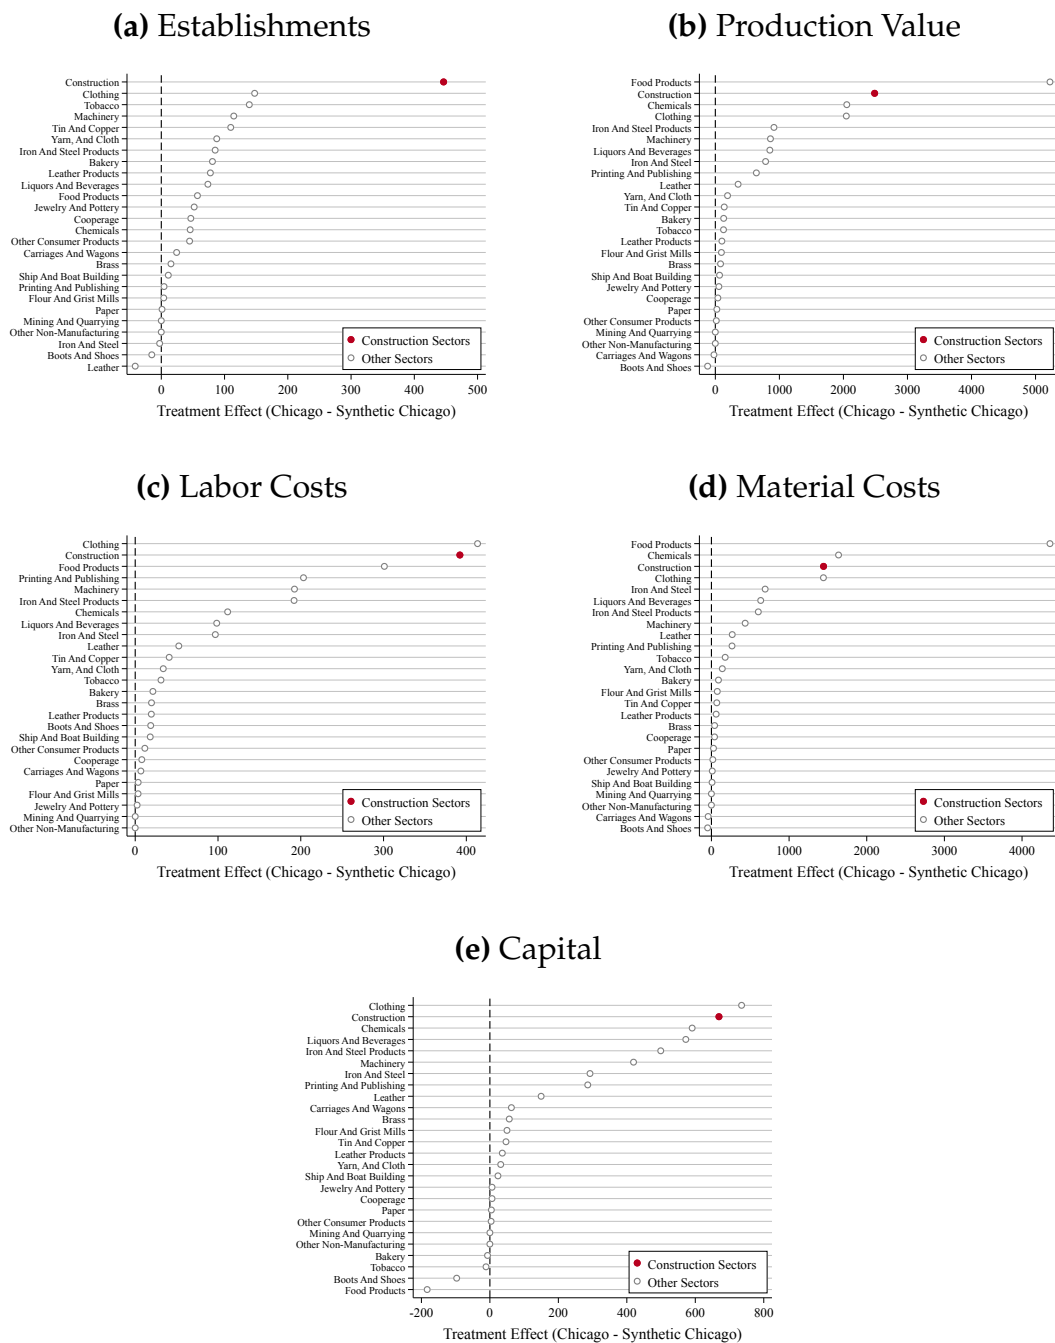 (a) Establishments
Construction
Clothing
Tobacco
Machinery
Tin And Copper
Yarn, And Cloth
Iron And Steel Products
Bakery
Leather Products
Liquors And Beverages
Food Products
Jewelry And Pottery
Cooperage
Chemicals
Other Consumer Products
Carriages And Wagons
Brass
Ship And Boat Building
Printing And Publishing
Flour And Grist Mills
Paper
Mining And Quarrying
Other Non-Manufacturing
Iron And Steel
Boots And Shoes
Leather
Construction Sectors
Other Sectors
0 100 200 300 400 500
Treatment Effect (Chicago - Synthetic Chicago)
(b) Production Value
Food Products
Construction
Chemicals
Clothing
Iron And Steel Products
Machinery
Liquors And Beverages
Iron And Steel
Printing And Publishing
Leather
Yarn, And Cloth
Tin And Copper
Bakery
Tobacco
Leather Products
Flour And Grist Mills
Brass
Ship And Boat Building
Jewelry And Pottery
Cooperage
Paper
Other Consumer Products
Mining And Quarrying
Other Non-Manufacturing
Carriages And Wagons
Boots And Shoes
Construction Sectors
Other Sectors
0 1000 2000 3000 4000 5000
Treatment Effect (Chicago - Synthetic Chicago)
(c) Labor Costs
Clothing
Construction
Food Products
Printing And Publishing
Machinery
Iron And Steel Products
Chemicals
Liquors And Beverages
Iron And Steel
Leather
Tin And Copper
Yarn, And Cloth
Tobacco
Bakery
Brass
Leather Products
Boots And Shoes
Ship And Boat Building
Other Consumer Products
Cooperage
Carriages And Wagons
Paper
Flour And Grist Mills
Jewelry And Pottery
Mining And Quarrying
Other Non-Manufacturing
Construction Sectors
Other Sectors
0 100 200 300 400
Treatment Effect (Chicago - Synthetic Chicago)
(d) Material Costs
Food Products
Chemicals
Construction
Clothing
Iron And Steel
Liquors And Beverages
Iron And Steel Products
Machinery
Leather
Printing And Publishing
Tobacco
Yarn, And Cloth
Bakery
Flour And Grist Mills
Tin And Copper
Leather Products
Brass
Cooperage
Paper
Other Consumer Products
Jewelry And Pottery
Ship And Boat Building
Mining And Quarrying
Other Non-Manufacturing
Carriages And Wagons
Boots And Shoes
Construction Sectors
Other Sectors
0 1000 2000 3000 4000
Treatment Effect (Chicago - Synthetic Chicago)
(e) Capital
Clothing
Construction
Chemicals
Liquors And Beverages
Iron And Steel Products
Machinery
Iron And Steel
Printing And Publishing
Leather
Carriages And Wagons
Brass
Flour And Grist Mills
Tin And Copper
Leather Products
Yarn, And Cloth
Ship And Boat Building
Jewelry And Pottery
Cooperage
Paper
Other Consumer Products
Mining And Quarrying
Other Non-Manufacturing
Bakery
Tobacco
Boots And Shoes
Food Products
Construction Sectors
Other Sectors
-200 0 200 400 600 800
Treatment Effect (Chicago - Synthetic Chicago)